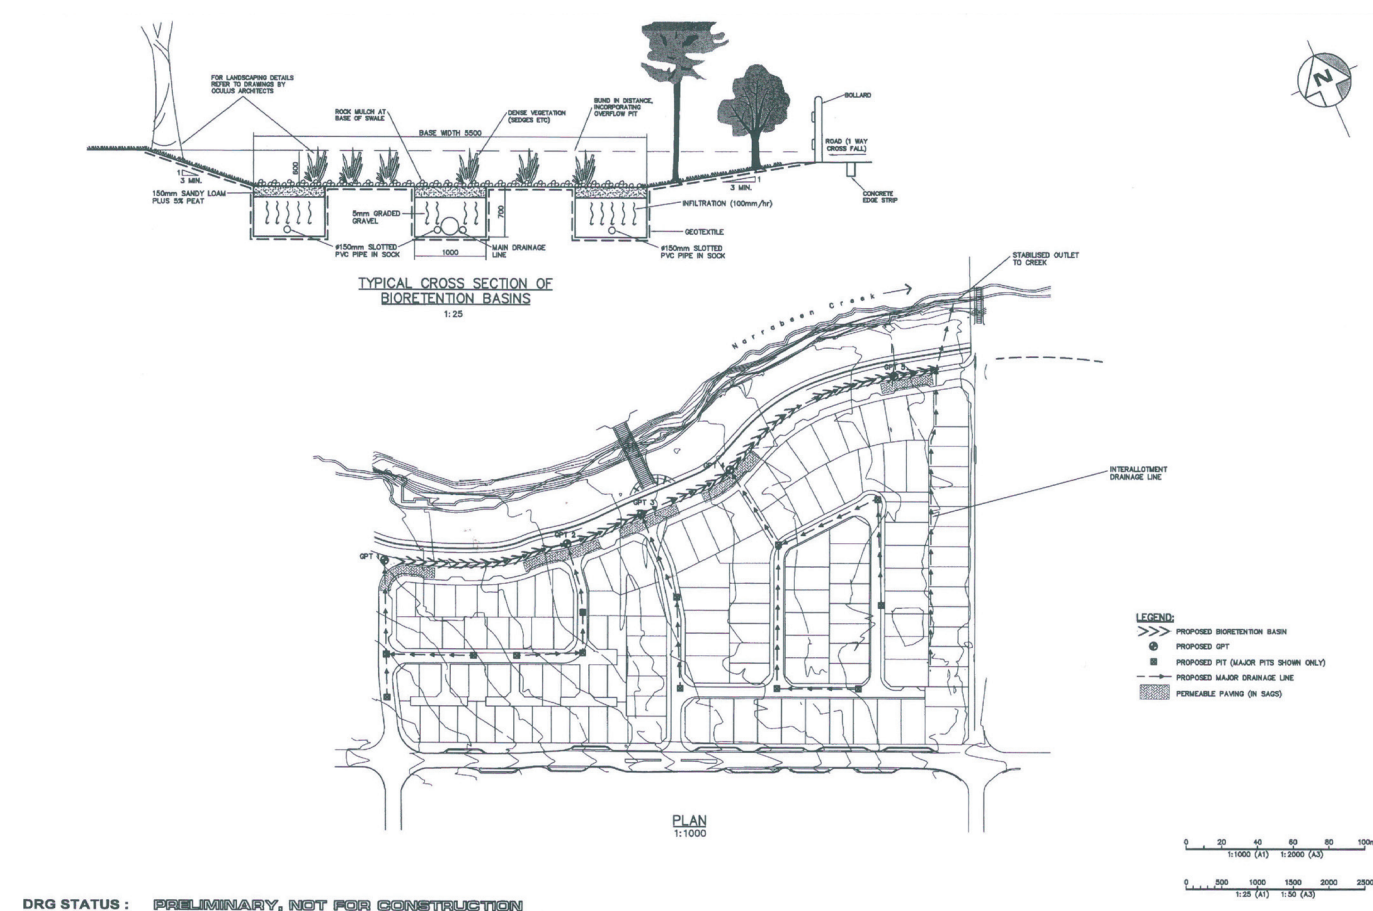 FOR LANDSCAPING DETAILS
REFER TO DRAWINGS BY
OCULUS ARCHITECTS
ROCK MULCH AT
BASE OF SWALE
DENSE VEGETATION
(SEDGES ETC)
BUND IN DISTANCE,
INCORPORATING
OVERFLOW PIT
BOLLARD
N
BASE WIDTH 5500
ROAD (1 WAY
CROSS FALL)
1
3 MIN.
1
3 MIN.
CONCRETE
EDGE STRIP
150mm SANDY LOAM
PLUS 5% PEAT
5mm GRADED
GRAVEL
700
INFILTRATION (100mm/hr)
GEOTEXTILE
ø150mm SLOTTED
PVC PIPE IN SOCK
1000
MAIN DRAINAGE
LINE
ø150mm SLOTTED
PVC PIPE IN SOCK
TYPICAL CROSS SECTION OF
BIORETENTION BASINS
1:25
STABILISED OUTLET
TO CREEK
Narrabeen Creek
GPT 5
GPT 4
GPT 3
GPT 2
GPT 1
INTERALLOTMENT
DRAINAGE LINE
LEGEND:
PROPOSED BIORETENTION BASIN
PROPOSED GPT
PROPOSED PIT (MAJOR PITS SHOWN ONLY)
PROPOSED MAJOR DRAINAGE LINE
PERMEABLE PAVING (IN SAGS)
PLAN
1:1000
0 20 40 60 80 100m
1:1000 (A1) 1:2000 (A3)
0 500 1000 1500 2000 2500
1:25 (A1) 1:50 (A3)
DRG STATUS : PRELIMINARY, NOT FOR CONSTRUCTION